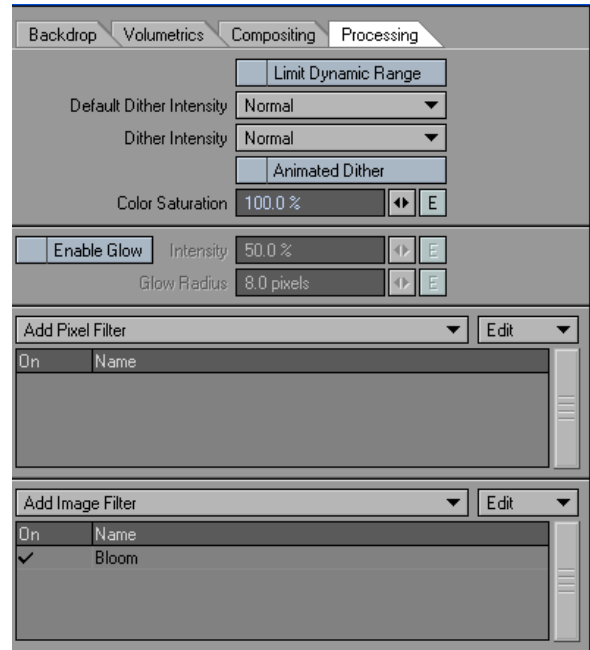 Backdrop Volumetrics Compositing Processing
Limit Dynamic Range
Default Dither Intensity Normal
Dither Intensity Normal
Animated Dither
Color Saturation 100.0 % E
Enable Glow Intensity 50.0 % E
Glow Radius 8.0 pixels E
Add Pixel Filter Edit
On Name
Add Image Filter Edit
On Name
Bloom